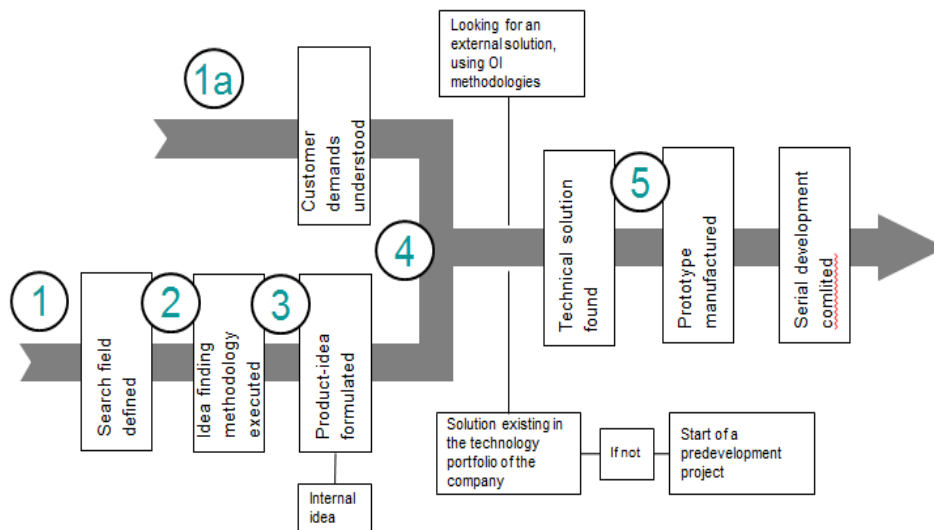 Looking for an
external solution,
using OI
methodologies
1a
Customer
demands
understood
4
1
Search field
defined
2
Idea finding
methodology
executed
3
Product-idea
formulated
Internal
idea
Technical solution
found
5
Prototype
manufactured
Serial development
comlited
Solution existing in
the technology
portfolio of the
company
If not
Start of a
predevelopment
project